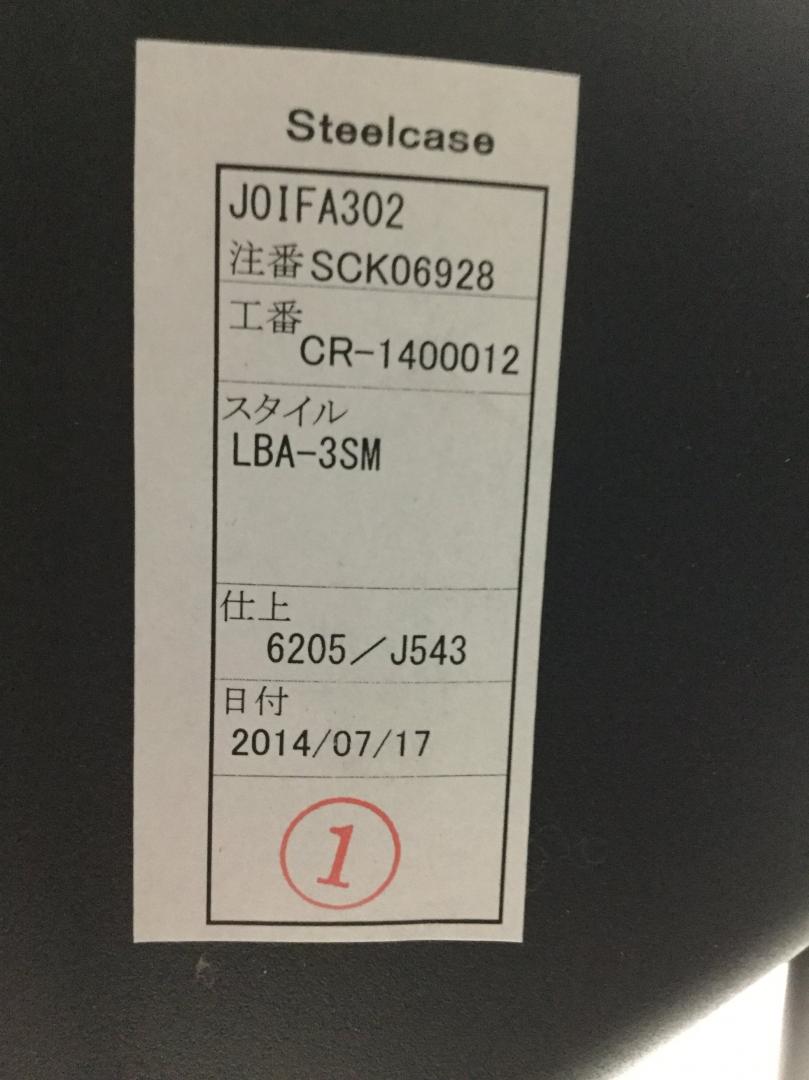 Steelcase
JOIFA302
注番SCK06928
工番
CR-1400012
スタイル
LBA-3SM
仕上
6205／J543
日付
2014/07/17
1